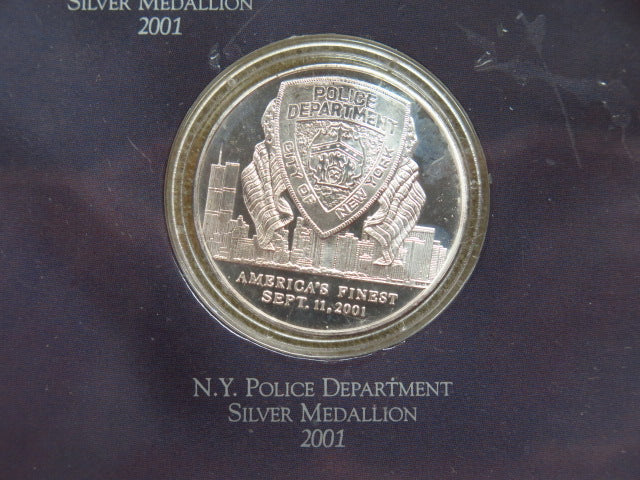 SILVER MEDALLION
2001
POLICE
DEPARTMENT
CITY OF
NEW YORK
AMERICA'S FINEST
SEPT. 11, 2001
N.Y. POLICE DEPARTMENT
SILVER MEDALLION
2001